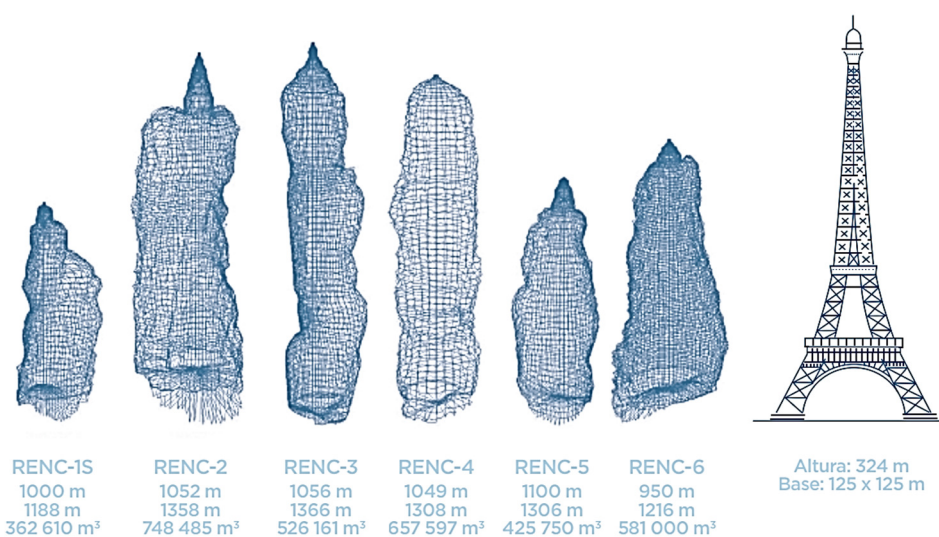 RENC-1S
1000 m
1188 m
362 610 m³
RENC-2
1052 m
1358 m
748 485 m³
RENC-3
1056 m
1366 m
526 161 m³
RENC-4
1049 m
1308 m
657 597 m³
RENC-5
1100 m
1306 m
425 750 m³
RENC-6
950 m
1216 m
581 000 m³
Altura: 324 m
Base: 125 x 125 m